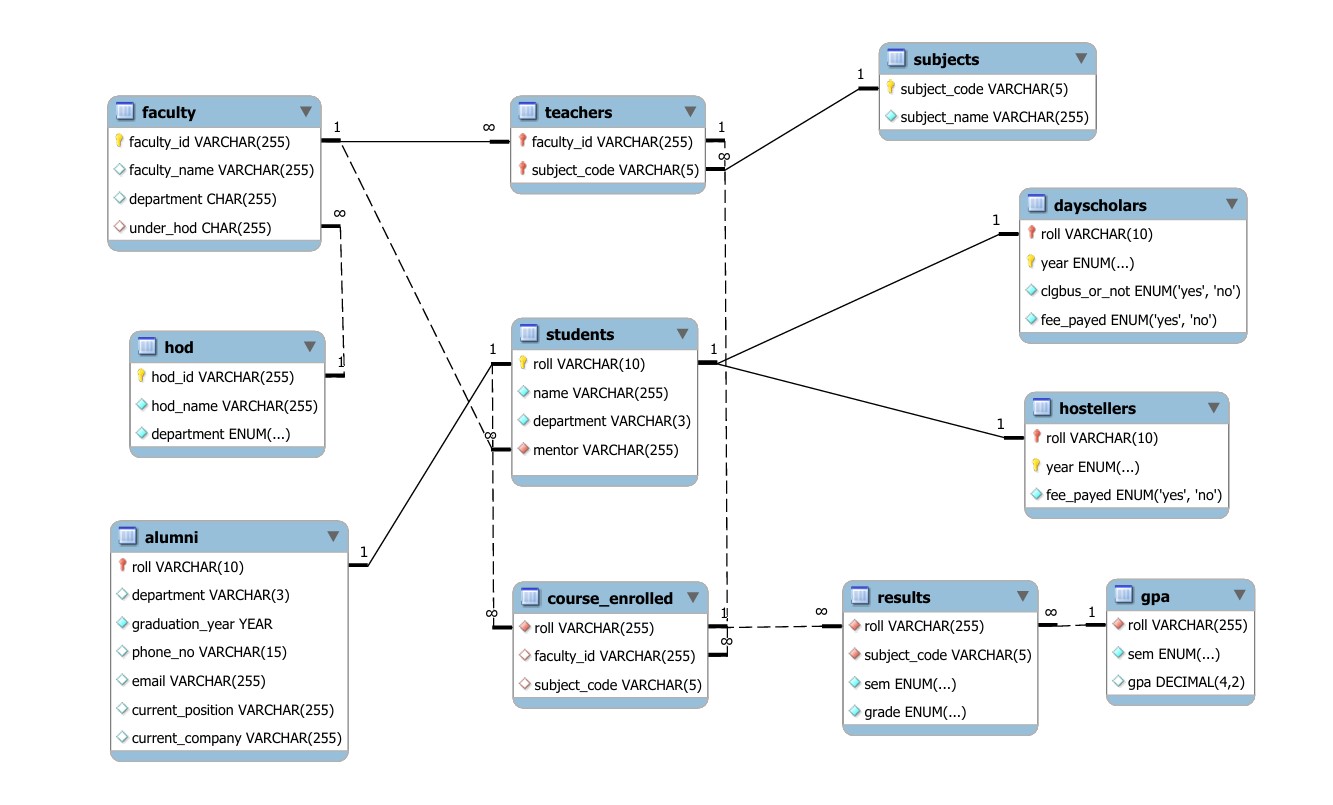 subjects
subject_code VARCHAR(5)
subject_name VARCHAR(255)
1
faculty
faculty_id VARCHAR(255)
faculty_name VARCHAR(255)
department CHAR(255)
under_hod CHAR(255)
1
∞
∞
teachers
faculty_id VARCHAR(255)
subject_code VARCHAR(5)
1
∞
dayscholars
roll VARCHAR(10)
year ENUM(...)
clgbus_or_not ENUM('yes', 'no')
fee_payed ENUM('yes', 'no')
1
hod
hod_id VARCHAR(255)
hod_name VARCHAR(255)
department ENUM(...)
1
students
roll VARCHAR(10)
name VARCHAR(255)
department VARCHAR(3)
mentor VARCHAR(255)
1
1
∞
hostellers
roll VARCHAR(10)
year ENUM(...)
fee_payed ENUM('yes', 'no')
1
alumni
roll VARCHAR(10)
department VARCHAR(3)
graduation_year YEAR
phone_no VARCHAR(15)
email VARCHAR(255)
current_position VARCHAR(255)
current_company VARCHAR(255)
1
course_enrolled
roll VARCHAR(255)
faculty_id VARCHAR(255)
subject_code VARCHAR(5)
∞
1
∞
results
roll VARCHAR(255)
subject_code VARCHAR(5)
sem ENUM(...)
grade ENUM(...)
∞
∞
1
gpa
roll VARCHAR(255)
sem ENUM(...)
gpa DECIMAL(4,2)